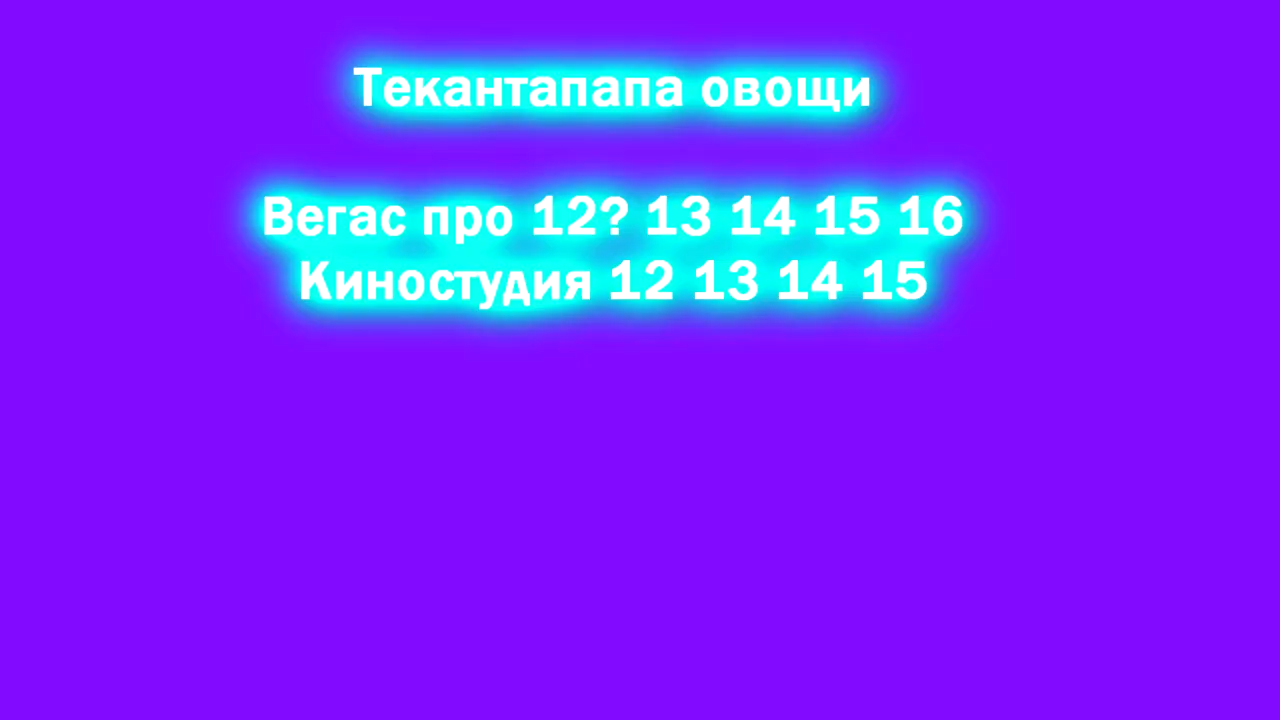 Текантапапа овощи
Вегас про 12? 13 14 15 16
Киностудия 12 13 14 15